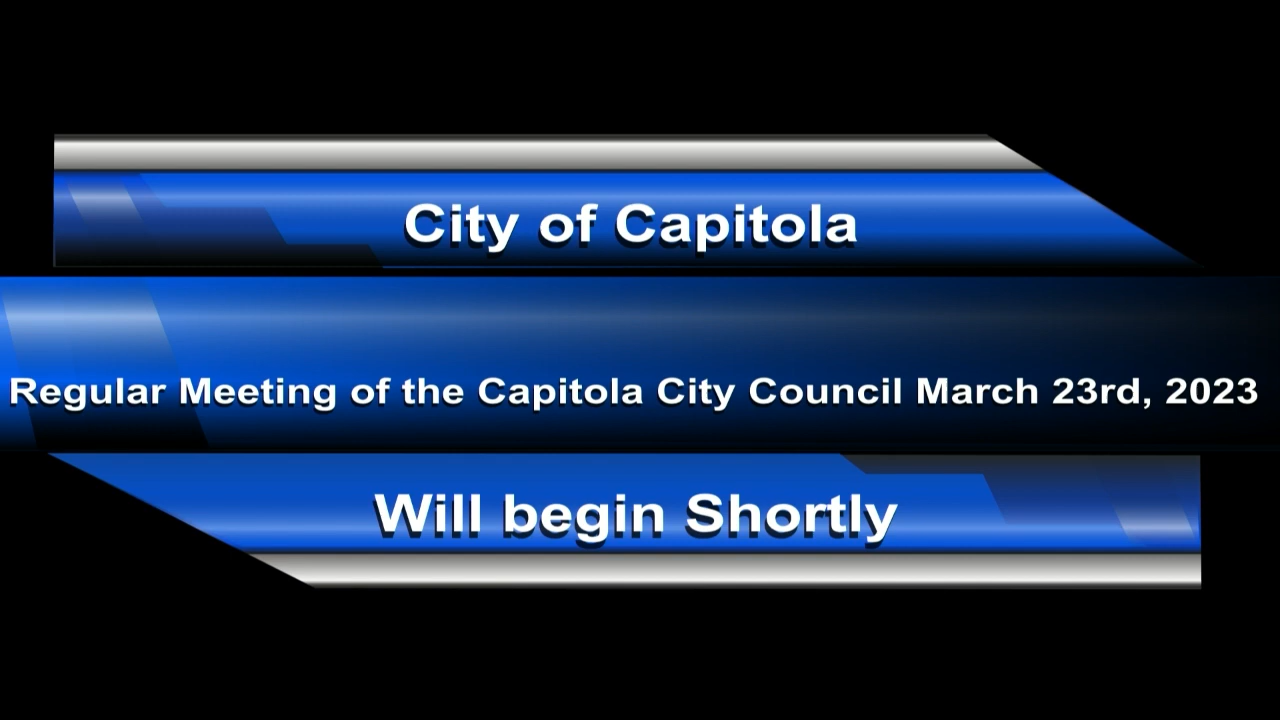 City of Capitola
Regular Meeting of the Capitola City Council March 23rd, 2023
Will begin Shortly